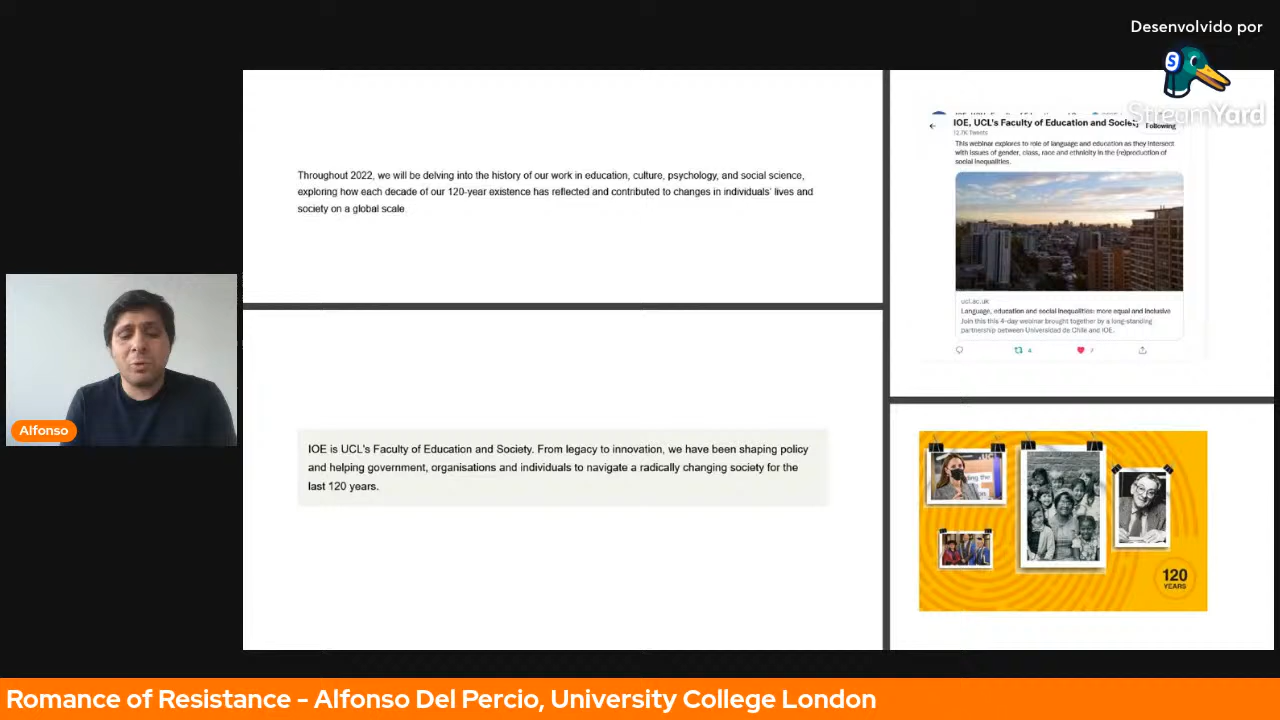 Desenvolvido por
StreamYard
Throughout 2022, we will be delving into the history of our work in education, culture, psychology, and social science,
exploring how each decade of our 120-year existence has reflected and contributed to changes in individuals' lives and
society on a global scale
IOE is UCL's Faculty of Education and Society. From legacy to innovation, we have been shaping policy
and helping government, organisations and individuals to navigate a radically changing society for the
last 120 years.
IOE, UCL's Faculty of Education and Society
Following
12.7K Tweets
This webinar explores to role of language and education as they intersect
with issues of gender, class, race and ethnicity in the (re)production of
social inequalities.
ucl.ac.uk
Language, education and social inequalities: more equal and inclusive
Join this this 4-day webinar brought together by a long-standing
partnership between Universidad de Chile and IOE.
4
7
120
YEARS
Alfonso
Romance of Resistance - Alfonso Del Percio, University College London